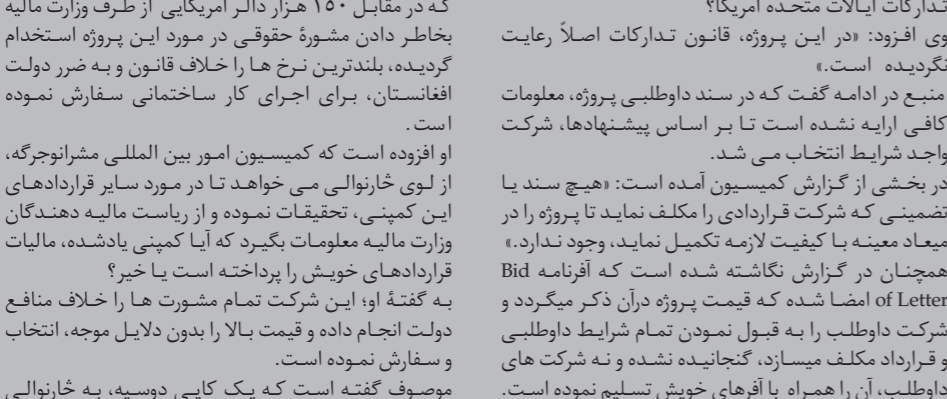 تدارکات ایالات متحده امریکا؟
وی افزود: «در این پروژه، قانون تدارکات اصلاً رعایت
نگردیده است.»
منبع در ادامه گفت که در سند داوطلبی پروژه، معلومات
کافی ارایه نشده است تا بر اساس پیشنهادها، شرکت
واجد شرایط انتخاب می شد.
در بخشی از گزارش کمیسیون آمده است: «هیچ سند یا
تضمینی که شرکت قراردادی را مکلف نماید تا پروژه را در
میعاد معینه با کیفیت لازمه تکمیل نماید، وجود ندارد.»
همچنان در گزارش نگاشته شده است که آفرنامه Bid
of Letter امضا شده که قیمت پروژه درآن ذکر میگردد و
شرکت داوطلب را به قبول نمودن تمام شرایط داوطلبی
و قرارداد مکلف میسازد، گنجانیده نشده و نه شرکت های
داوطلب، آن را همراه با آفرهای خویش تسلیم نموده است.
که در مقابل ۱۵۰ هزار دالر امریکایی از طرف وزارت مالیه
بخاطر دادن مشورۀ حقوقی در مورد این پروژه استخدام
گردیده، بلندترین نرخ ها را خلاف قانون و به ضرر دولت
افغانستان، برای اجرای کار ساختمانی سفارش نموده
است.
او افزوده است که کمیسیون امور بین المللی مشرانوجرگه،
از لوی څارنوالی می خواهد تا در مورد سایر قراردادهای
این کمپنی، تحقیقات نموده و از ریاست مالیه دهندگان
وزارت مالیه معلومات بگیرد که آیا کمپنی یادشده، مالیات
قراردادهای خویش را پرداخته است یا خیر؟
به گفتۀ او؛ این شرکت تمام مشورت ها را خلاف منافع
دولت انجام داده و قیمت بالا را بدون دلایل موجه، انتخاب
و سفارش نموده است.
موصوف گفته است که یک کاپی دوسیه، به څارنوالی